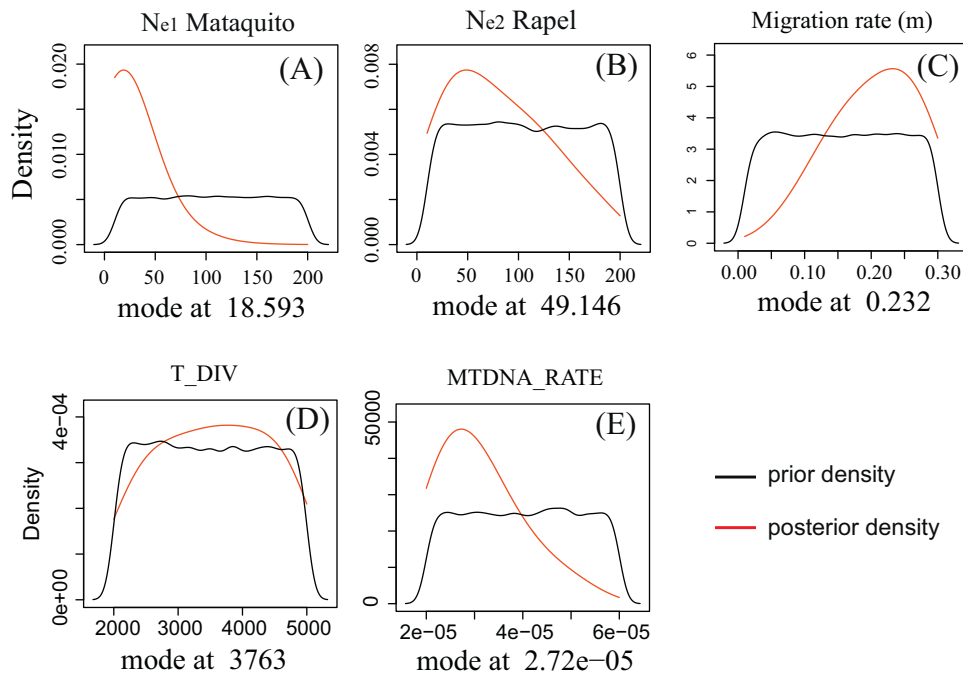 Ne1 Mataquito
Ne2 Rapel
Migration rate (m)
(A)
(B)
(C)
Density
0.000 0.010 0.020
0.000 0.004 0.008
0 1 2 3 4 5 6
0 50 100 150 200
0 50 100 150 200
0.00 0.10 0.20 0.30
mode at 18.593
mode at 49.146
mode at 0.232
T_DIV
MTDNA_RATE
(D)
(E)
Density
0e+00 4e−04
0 50000
2000 3000 4000 5000
2e−05 4e−05 6e−05
mode at 3763
mode at 2.72e−05
prior density
posterior density